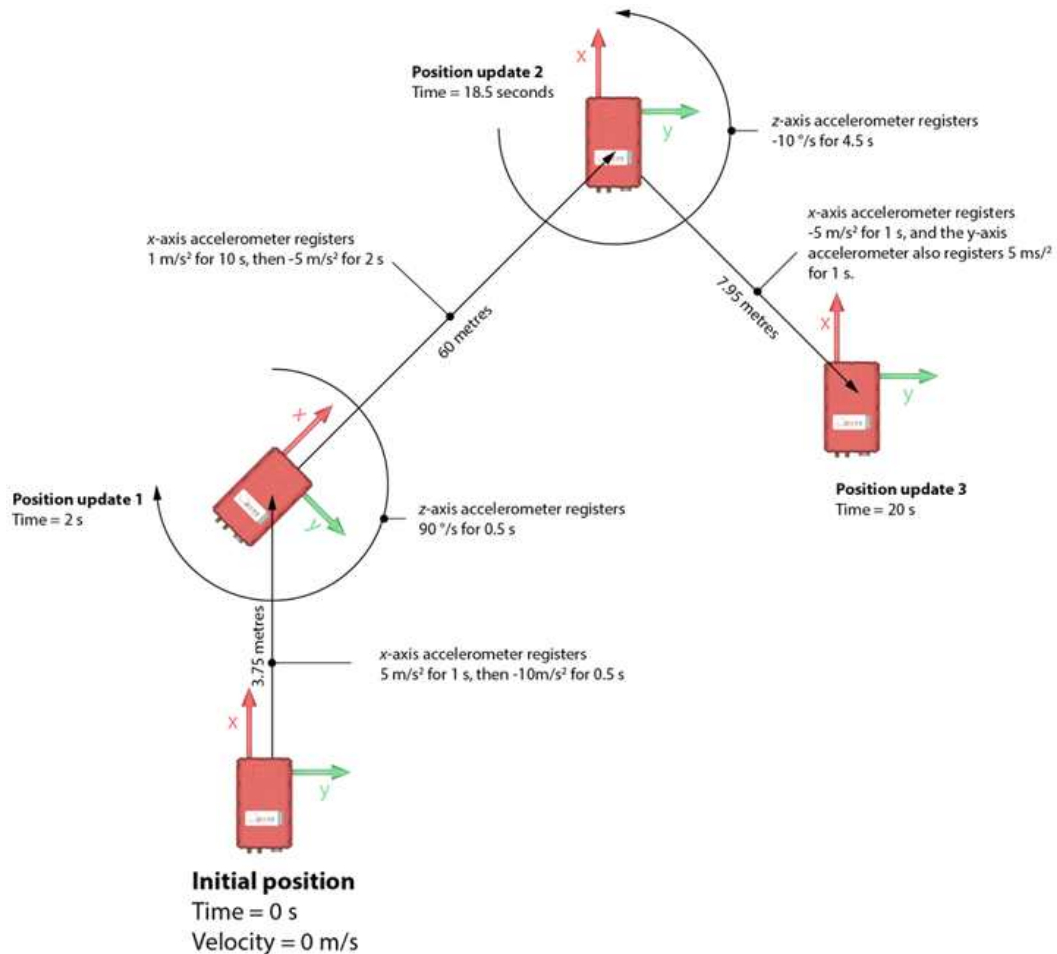 x
Position update 2
Time = 18.5 seconds
y
z-axis accelerometer registers
-10 °/s for 4.5 s
x-axis accelerometer registers
1 m/s² for 10 s, then -5 m/s² for 2 s
x-axis accelerometer registers
-5 m/s² for 1 s, and the y-axis
accelerometer also registers 5 ms/²
for 1 s.
60 metres
7.95 metres
x
y
x
y
Position update 1
Time = 2 s
Position update 3
Time = 20 s
z-axis accelerometer registers
90 °/s for 0.5 s
3.75 metres
x-axis accelerometer registers
5 m/s² for 1 s, then -10m/s² for 0.5 s
x
y
Initial position
Time = 0 s
Velocity = 0 m/s